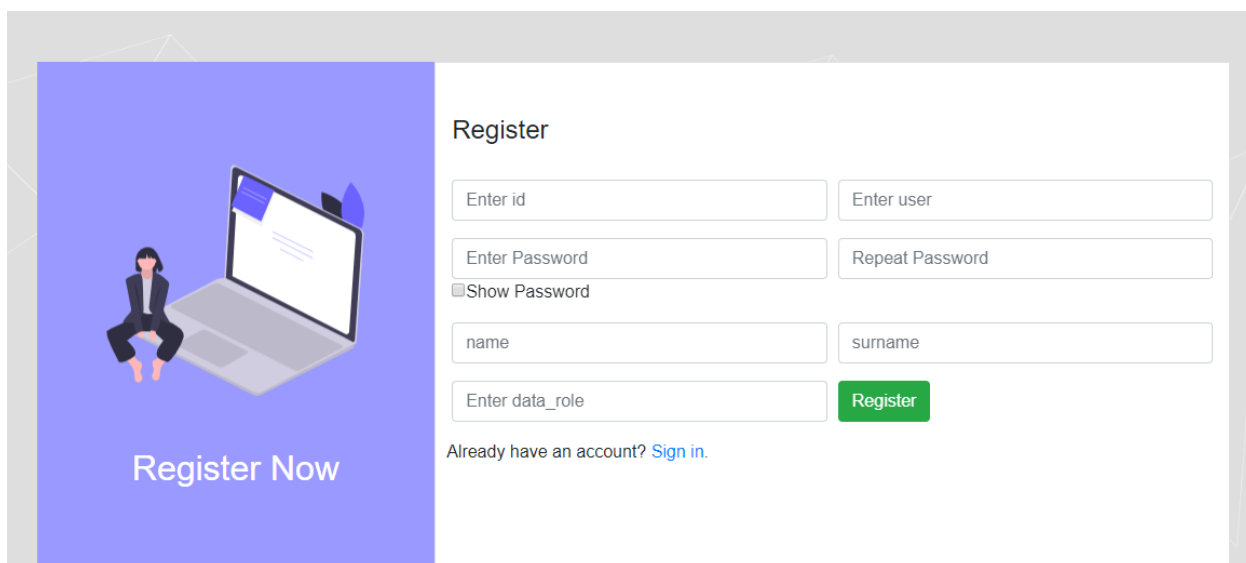 Register
Enter id
Enter user
Enter Password
Repeat Password
Show Password
name
surname
Enter data_role
Register
Already have an account? Sign in.
Register Now